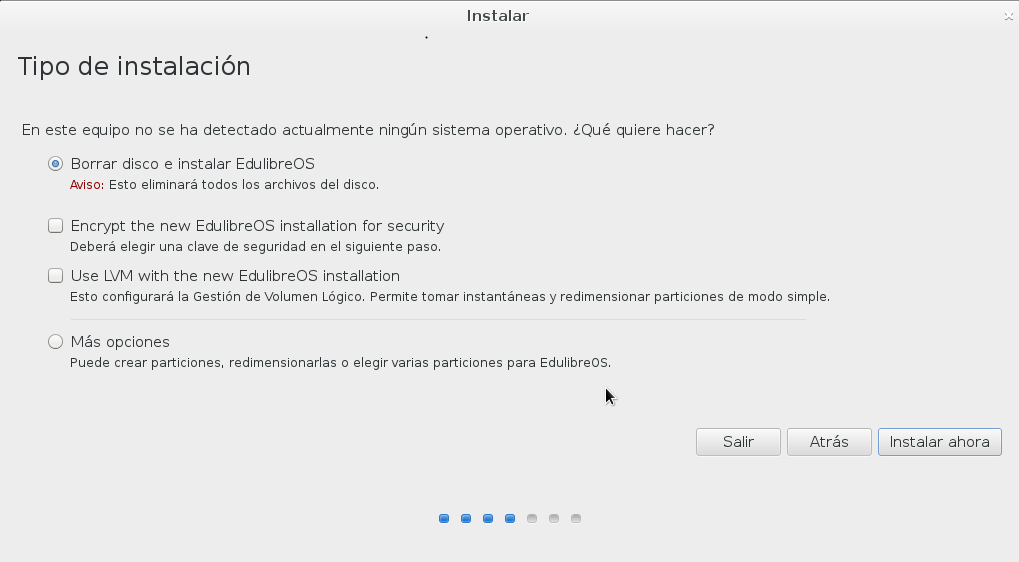 Instalar
Tipo de instalación
En este equipo no se ha detectado actualmente ningún sistema operativo. ¿Qué quiere hacer?
Borrar disco e instalar EdulibreOS
Aviso: Esto eliminará todos los archivos del disco.
Encrypt the new EdulibreOS installation for security
Deberá elegir una clave de seguridad en el siguiente paso.
Use LVM with the new EdulibreOS installation
Esto configurará la Gestión de Volumen Lógico. Permite tomar instantáneas y redimensionar particiones de modo simple.
Más opciones
Puede crear particiones, redimensionarlas o elegir varias particiones para EdulibreOS.
Salir Atrás Instalar ahora